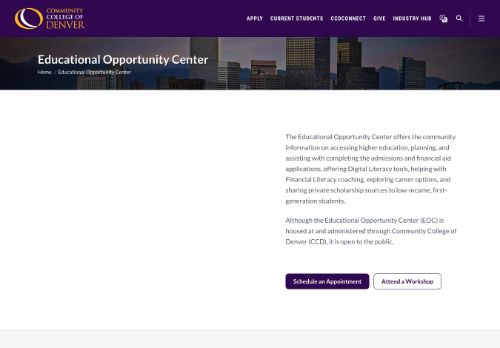 COMMUNITY
COLLEGE OF
DENVER
APPLY CURRENT STUDENTS CCDCONNECT GIVE INDUSTRY HUB
Educational Opportunity Center
Home / Educational Opportunity Center
The Educational Opportunity Center offers the community
information on accessing higher education, planning, and
assisting with completing the admissions and financial aid
applications, offering Digital Literacy tools, helping with
Financial Literacy coaching, exploring career options, and
sharing private scholarship sources to low-income, first-
generation students.
Although the Educational Opportunity Center (EOC) is
housed at and administered through Community College of
Denver (CCD), it is open to the public.
Schedule an Appointment Attend a Workshop